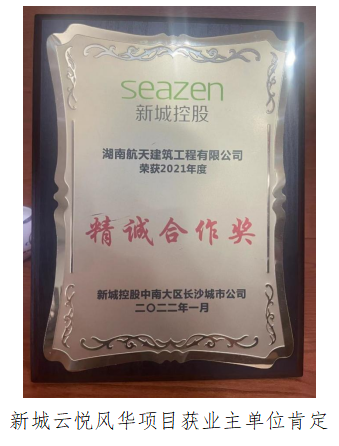 seazen
新城控股
湖南航天建筑工程有限公司
荣获2021年度
精诚合作奖
新城控股中南大区长沙城市公司
二〇二二年一月
新城云悦风华项目获业主单位肯定